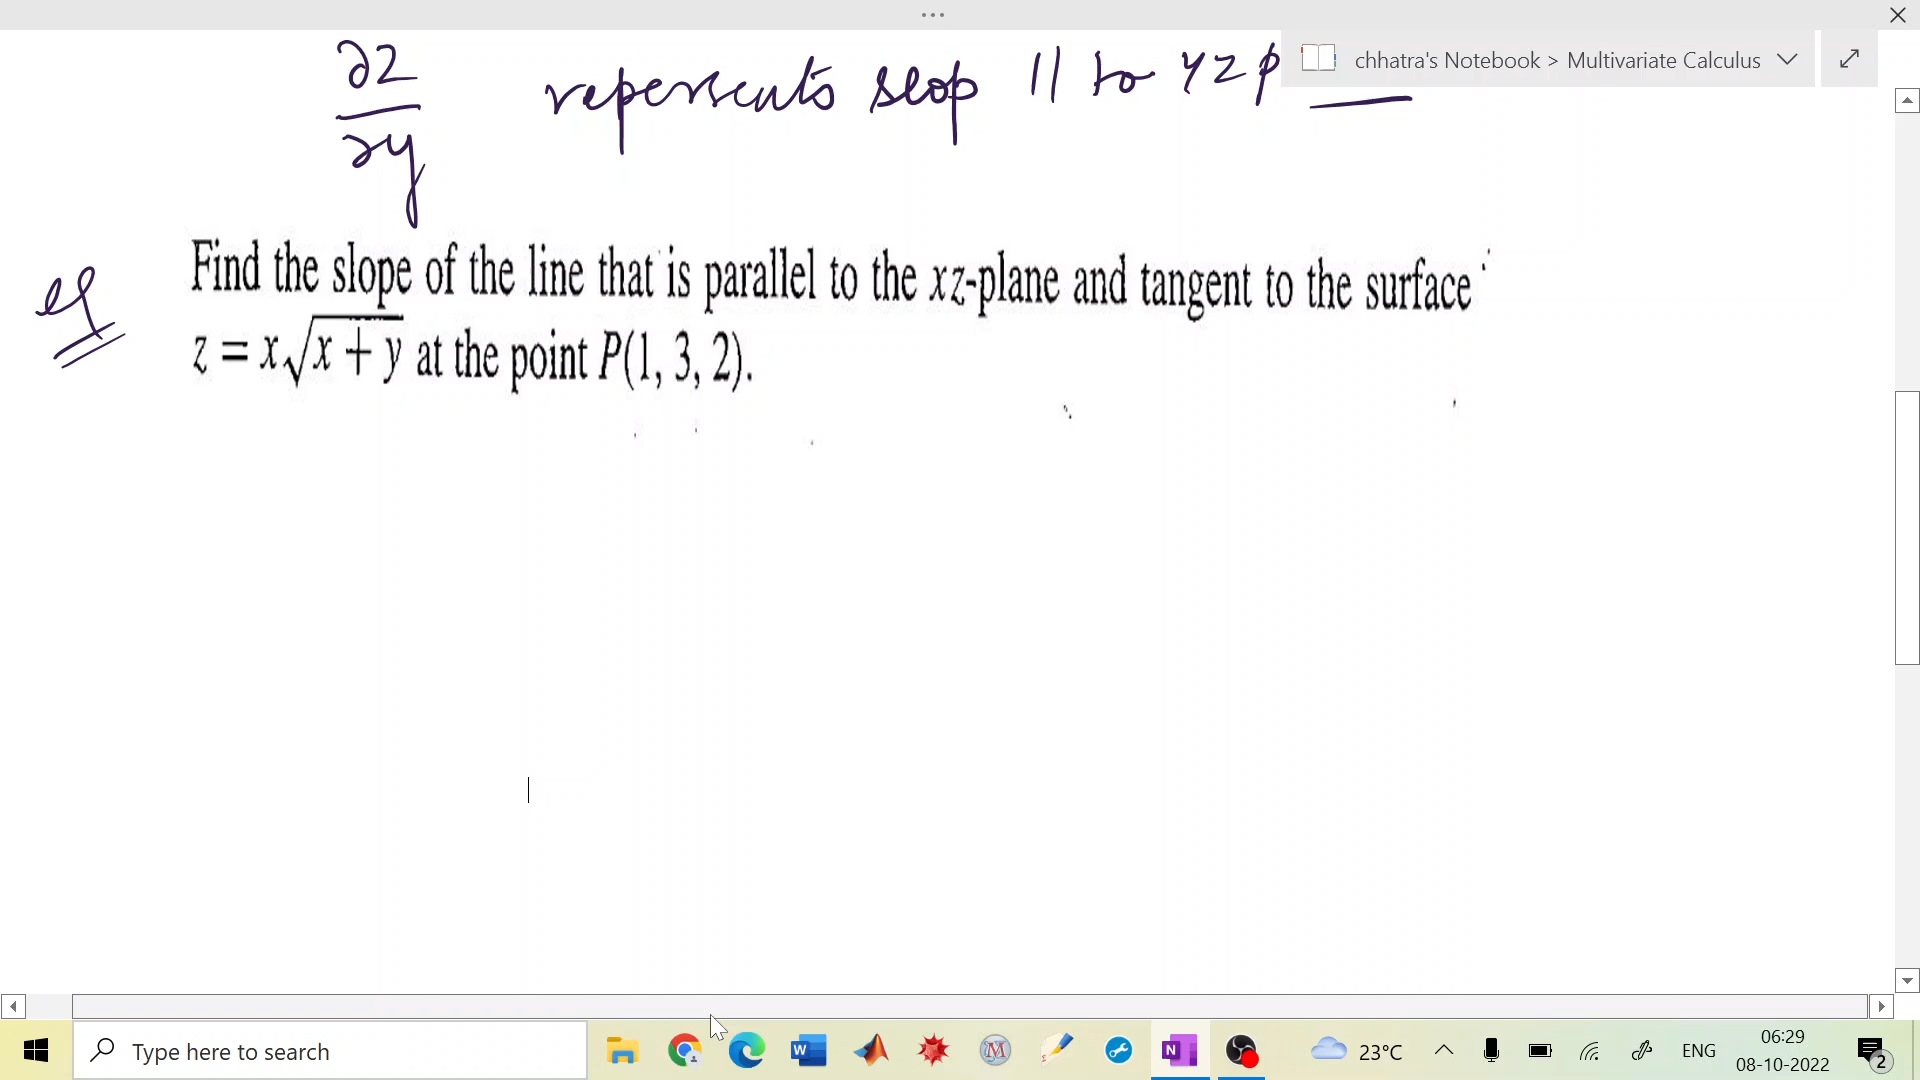 ∂z
repersents slop || to yz p
chhatra's Notebook > Multivariate Calculus
∂y
eg
Find the slope of the line that is parallel to the xz-plane and tangent to the surface
z = x√(x + y) at the point P(1, 3, 2).
Type here to search
23°C
ENG
06:29
08-10-2022
2